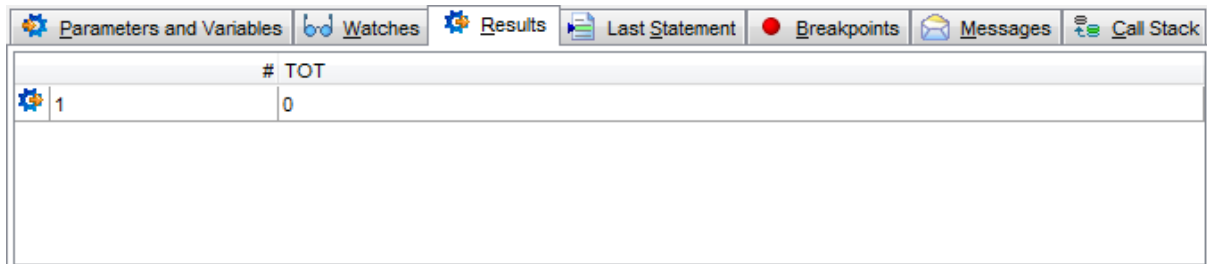 Parameters and Variables Watches Results Last Statement Breakpoints Messages Call Stack
# TOT
1 0